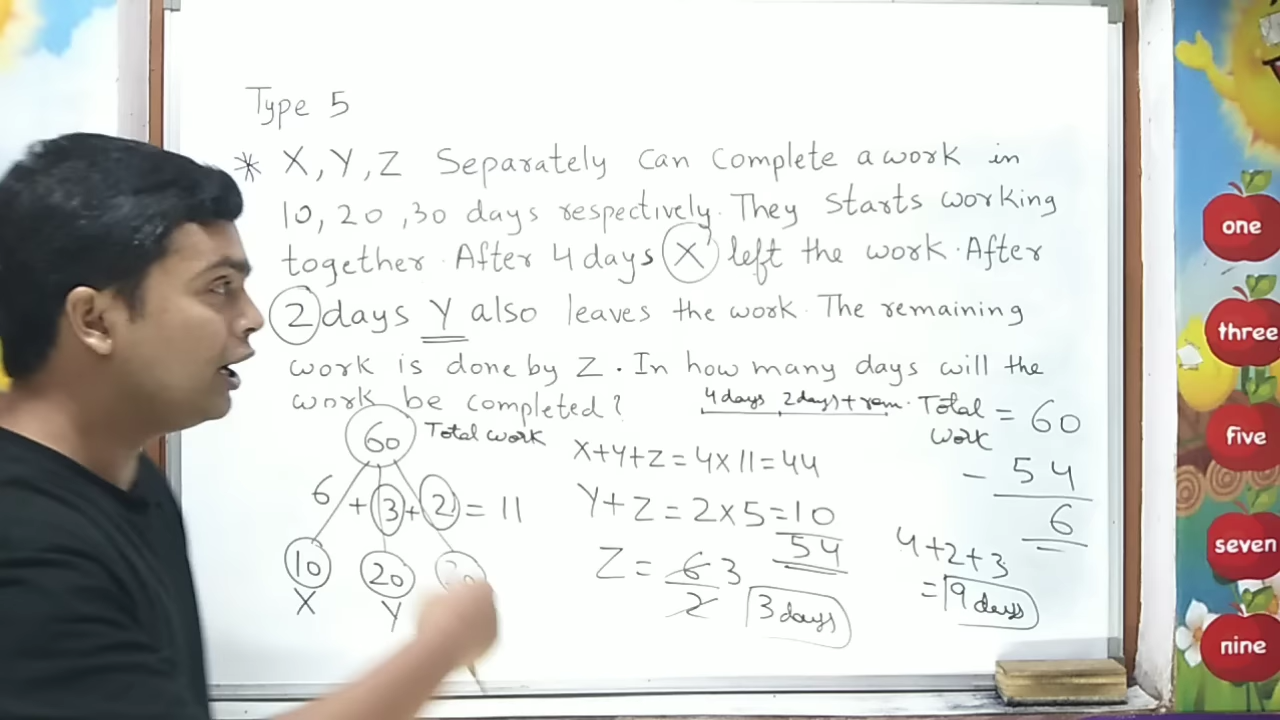 Type 5
* X, Y, Z Separately Can Complete a work in
10, 20, 30 days respectively. They Starts working
together. After 4 days X left the work. After
2 days Y also leaves the work. The remaining
work is done by Z. In how many days will the
work be completed?
4 days 2 days + rem.
60 Total work
6 + 3 + 2 = 11
10 20
X Y
X+Y+Z = 4 × 11 = 44
Y+Z = 2 × 5 = 10
54
Z = 6 3
2
3 days
Total = 60
work
- 54
6
4+2+3
= 9 days
one
three
five
seven
nine